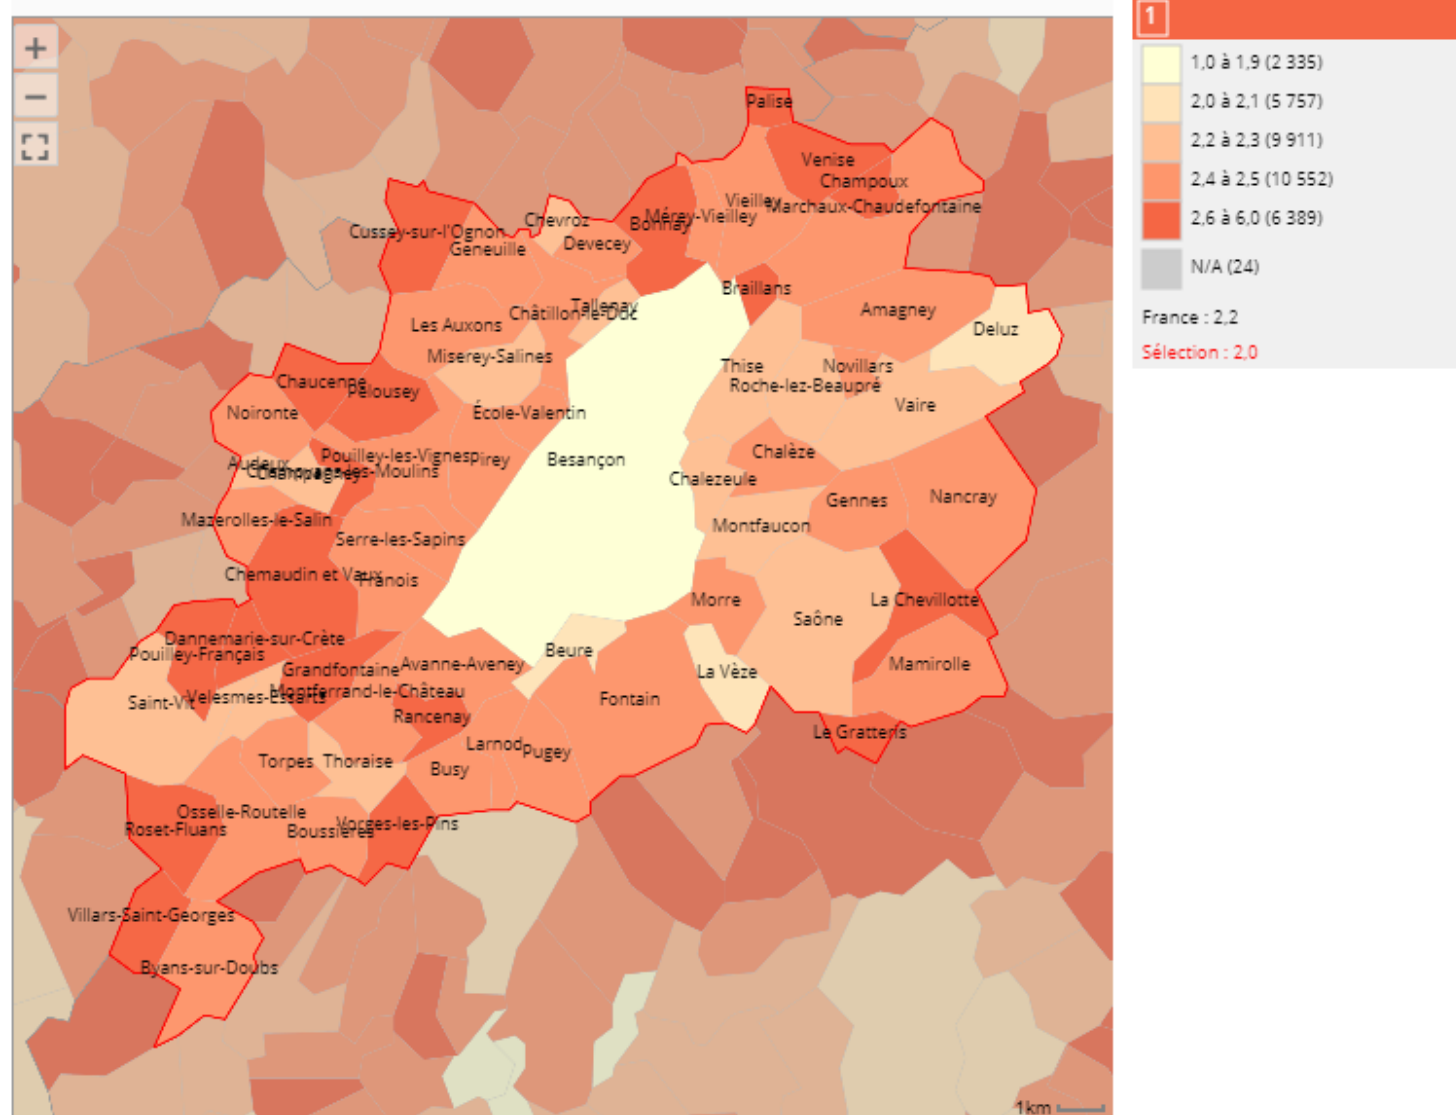 +
−
Palise
Venise
Champoux
Vieilley
Marchaux-Chaudefontaine
Mérey-Vieilley
Bonnay
Chevroz
Cussey-sur-l'Ognon
Devecey
Geneuille
Braillans
Tallenay
Châtillon-le-Duc
Amagney
Les Auxons
Deluz
Miserey-Salines
Thise
Novillars
Chaucenne
Roche-lez-Beaupré
Pelousey
Vaire
Noironte
École-Valentin
Chalèze
Pouilley-les-Vignes
Pirey
Besançon
Audeux
Champagney
Chalezeule
Nancray
Gennes
Mazerolles-le-Salin
Montfaucon
Serre-les-Sapins
Chemaudin et Vaux
Franois
Morre
La Chevillotte
Saône
Dannemarie-sur-Crète
Pouilley-Français
Beure
Grandfontaine
Avanne-Aveney
Mamirolle
La Vèze
Montferrand-le-Château
Velesmes-Essarts
Saint-Vit
Fontain
Rancenay
Le Gratteris
Larnod
Pugey
Torpes
Thoraise
Busy
Osselle-Routelle
Vorges-les-Pins
Roset-Fluans
Boussières
Villars-Saint-Georges
Byans-sur-Doubs
1km
1
1,0 à 1,9 (2 335)
2,0 à 2,1 (5 757)
2,2 à 2,3 (9 911)
2,4 à 2,5 (10 552)
2,6 à 6,0 (6 389)
N/A (24)
France : 2,2
Sélection : 2,0